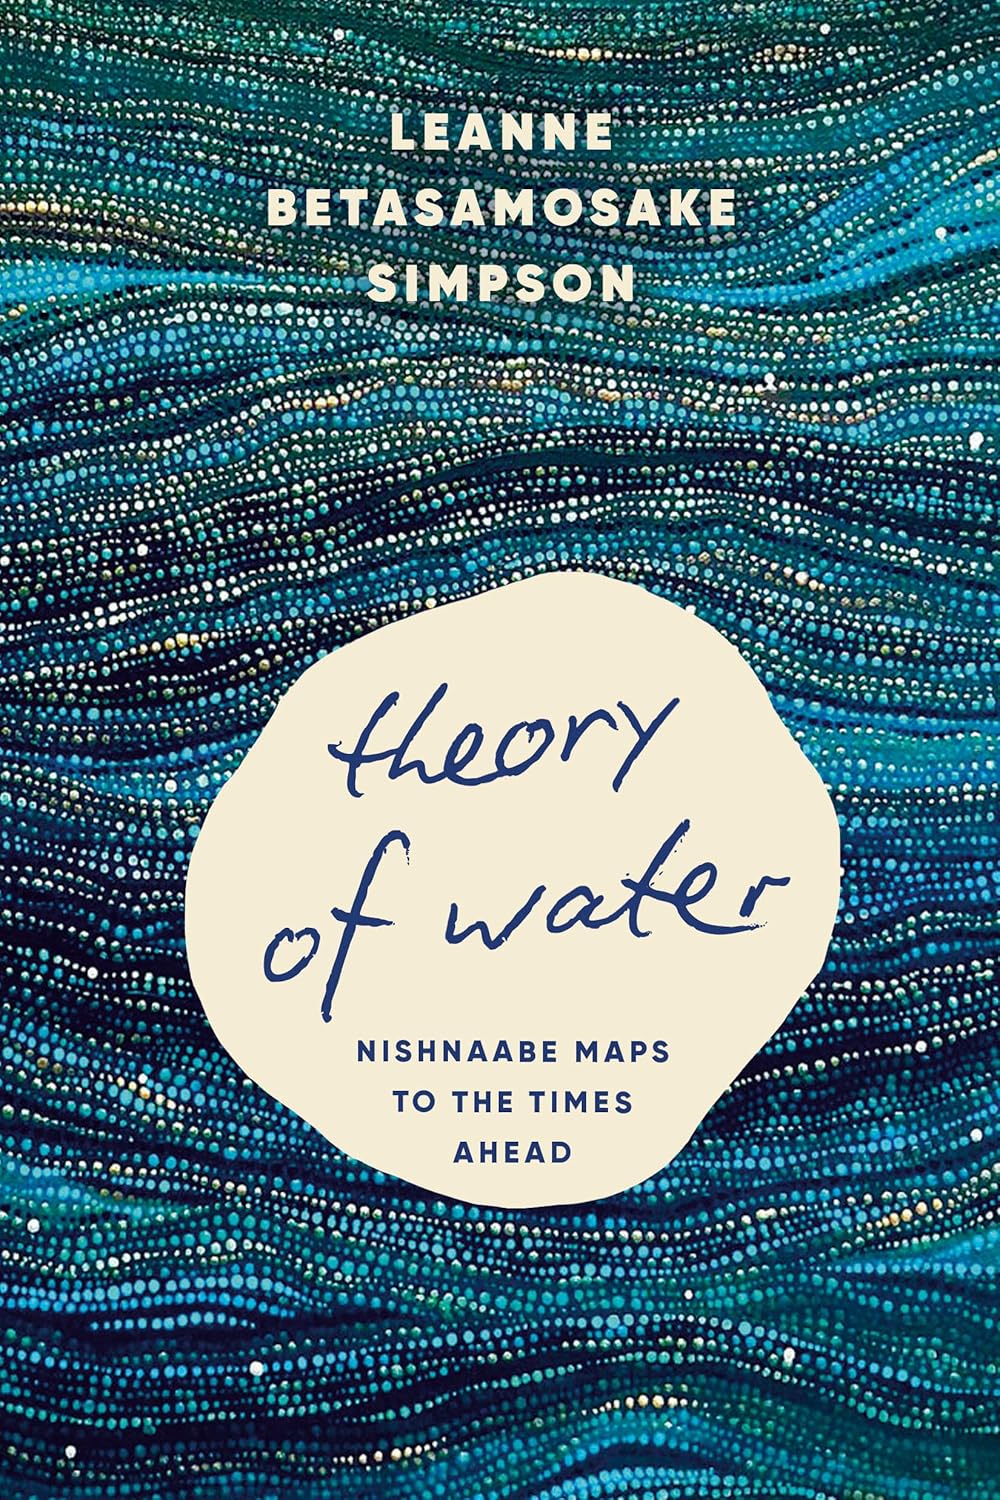 LEANNE
BETASAMOSAKE
SIMPSON
theory
of water
NISHNAABE MAPS
TO THE TIMES
AHEAD